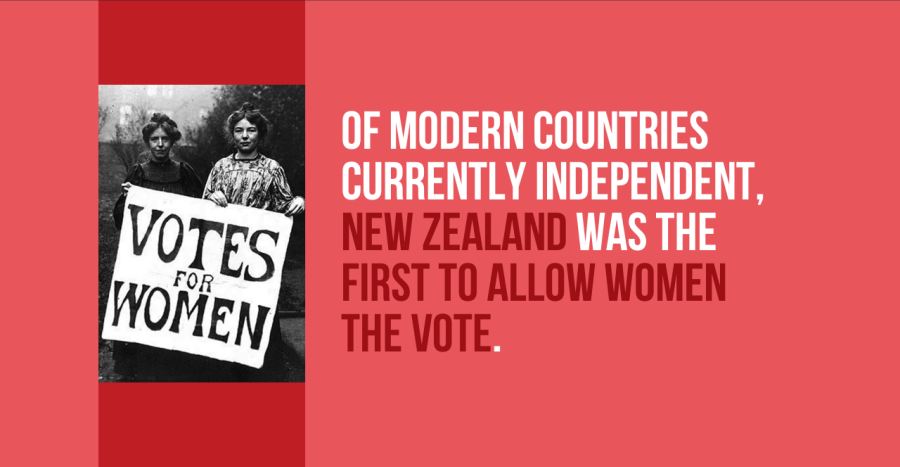 VOTES
FOR
WOMEN
OF MODERN COUNTRIES
CURRENTLY INDEPENDENT,
NEW ZEALAND WAS THE
FIRST TO ALLOW WOMEN
THE VOTE.